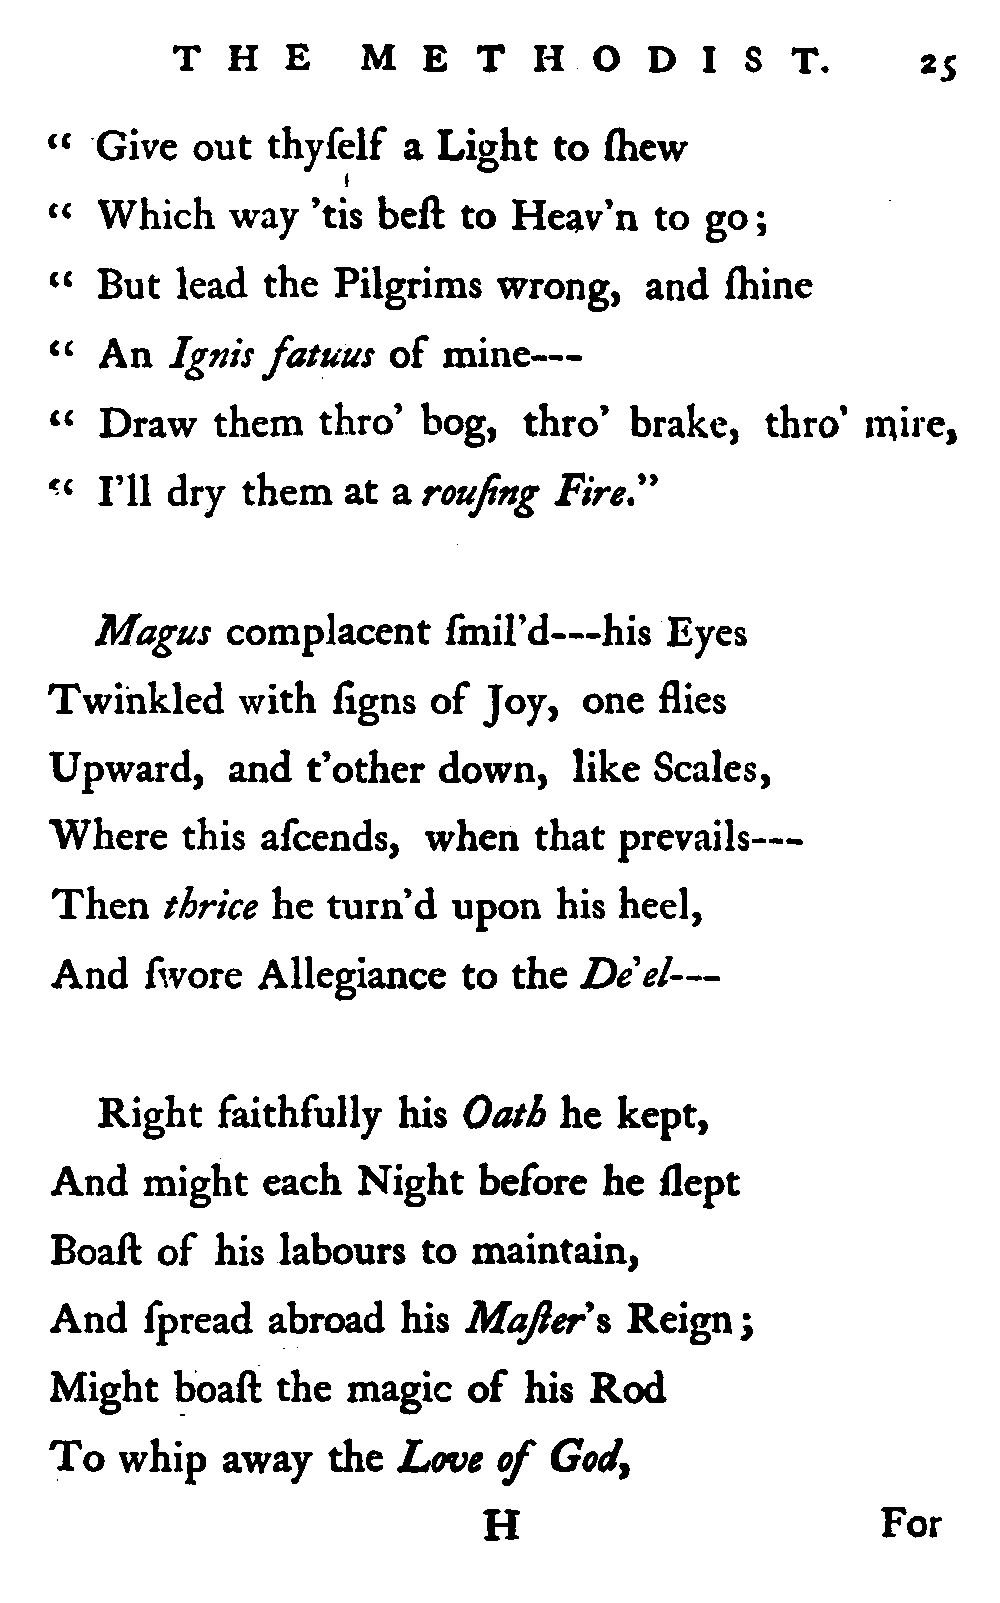 THE METHODIST. 25
“ Give out thyſelf a Light to ſhew
“ Which way ’tis beſt to Heav’n to go;
“ But lead the Pilgrims wrong, and ſhine
“ An Ignis fatuus of mine---
“ Draw them thro’ bog, thro’ brake, thro’ mire,
“ I’ll dry them at a rouſing Fire.”
Magus complacent ſmil’d---his Eyes
Twinkled with ſigns of Joy, one flies
Upward, and t’other down, like Scales,
Where this aſcends, when that prevails---
Then thrice he turn’d upon his heel,
And ſwore Allegiance to the De’el---
Right faithfully his Oath he kept,
And might each Night before he ſlept
Boaſt of his labours to maintain,
And ſpread abroad his Maſter’s Reign;
Might boaſt the magic of his Rod
To whip away the Love of God,
H For